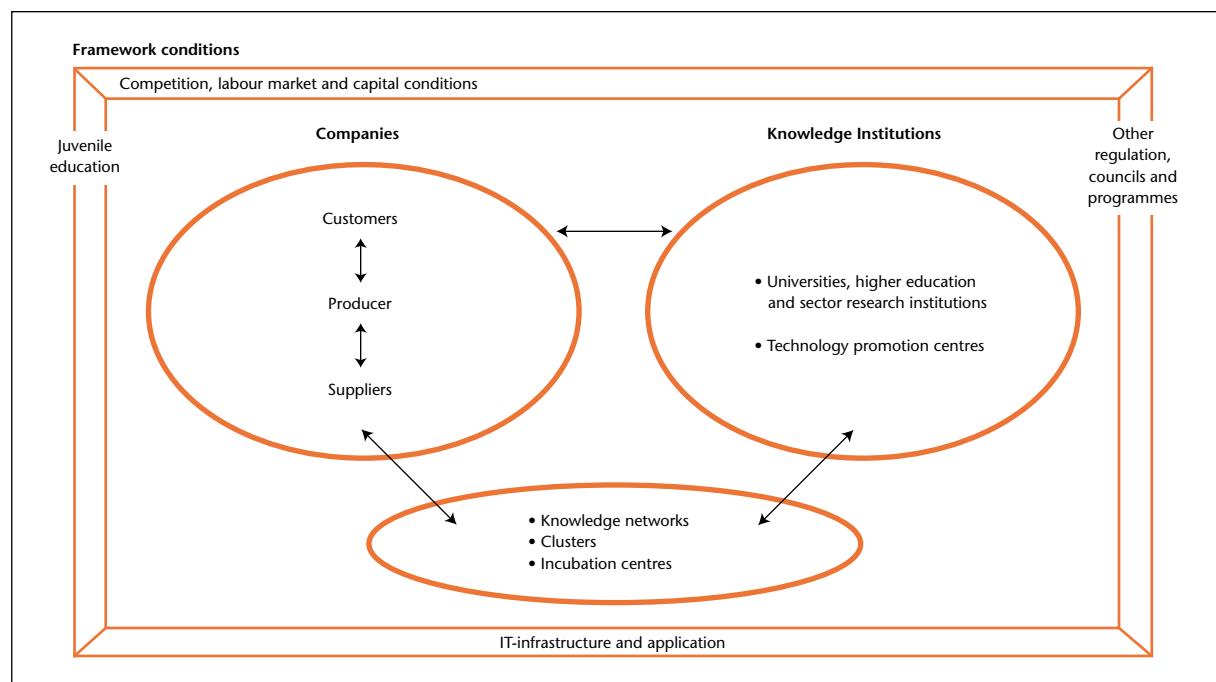 Framework conditions
Competition, labour market and capital conditions
Juvenile
education
Companies
Knowledge Institutions
Other
regulation,
councils and
programmes
Customers
Producer
Suppliers
• Universities, higher education
and sector research institutions
• Technology promotion centres
• Knowledge networks
• Clusters
• Incubation centres
IT-infrastructure and application